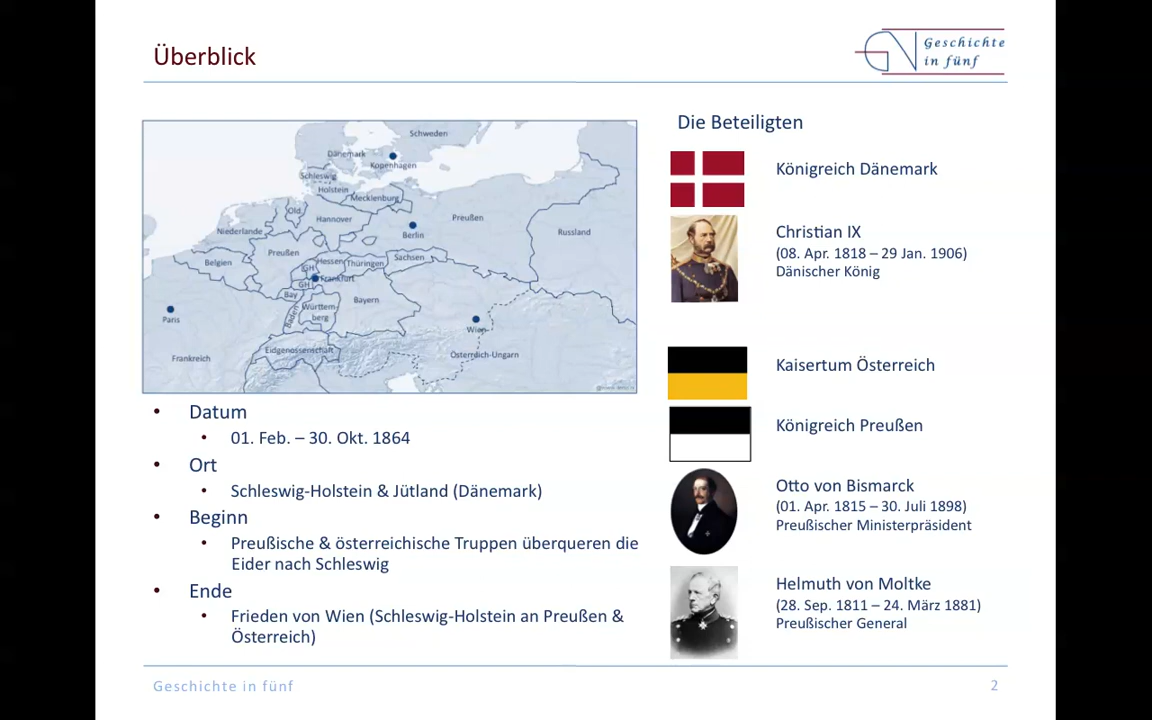 Überblick
Geschichte
in fünf
Schweden
Dänemark
Kopenhagen
Schleswig
Holstein
Mecklenburg
Old.
Hannover
Preußen
Niederlande
Berlin
Russland
Belgien
Preußen
Hessen
Thüringen
Sachsen
GH
Frankfurt
GH
Bay
Bayern
Württem-
berg
Baden
Paris
Wien
Frankreich
Eidgenossenschaft
Österreich-Ungarn
• Datum
• 01. Feb. – 30. Okt. 1864
• Ort
• Schleswig-Holstein & Jütland (Dänemark)
• Beginn
• Preußische & österreichische Truppen überqueren die
Eider nach Schleswig
• Ende
• Frieden von Wien (Schleswig-Holstein an Preußen &
Österreich)
Die Beteiligten
Königreich Dänemark
Christian IX
(08. Apr. 1818 – 29 Jan. 1906)
Dänischer König
Kaisertum Österreich
Königreich Preußen
Otto von Bismarck
(01. Apr. 1815 – 30. Juli 1898)
Preußischer Ministerpräsident
Helmuth von Moltke
(28. Sep. 1811 – 24. März 1881)
Preußischer General
Geschichte in fünf
2